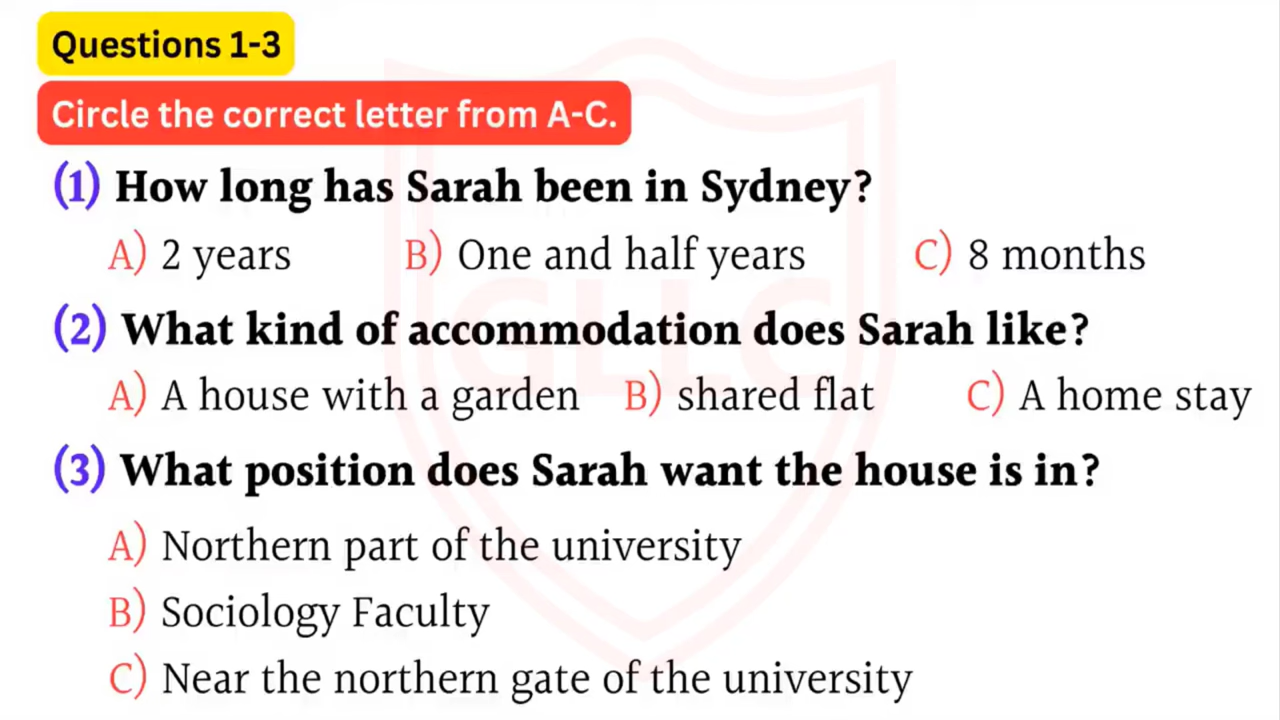 Questions 1-3
Circle the correct letter from A-C.
(1) How long has Sarah been in Sydney?
A) 2 years B) One and half years C) 8 months
(2) What kind of accommodation does Sarah like?
A) A house with a garden B) shared flat C) A home stay
(3) What position does Sarah want the house is in?
A) Northern part of the university
B) Sociology Faculty
C) Near the northern gate of the university
GLLC